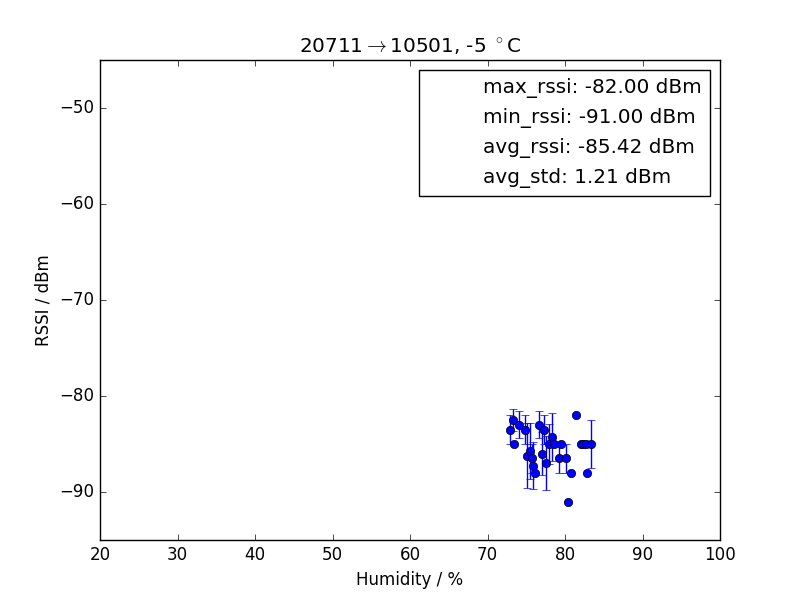 20711→10501, -5 °C
max_rssi: -82.00 dBm
min_rssi: -91.00 dBm
avg_rssi: -85.42 dBm
avg_std: 1.21 dBm
RSSI / dBm
−50
−60
−70
−80
−90
20 30 40 50 60 70 80 90 100
Humidity / %